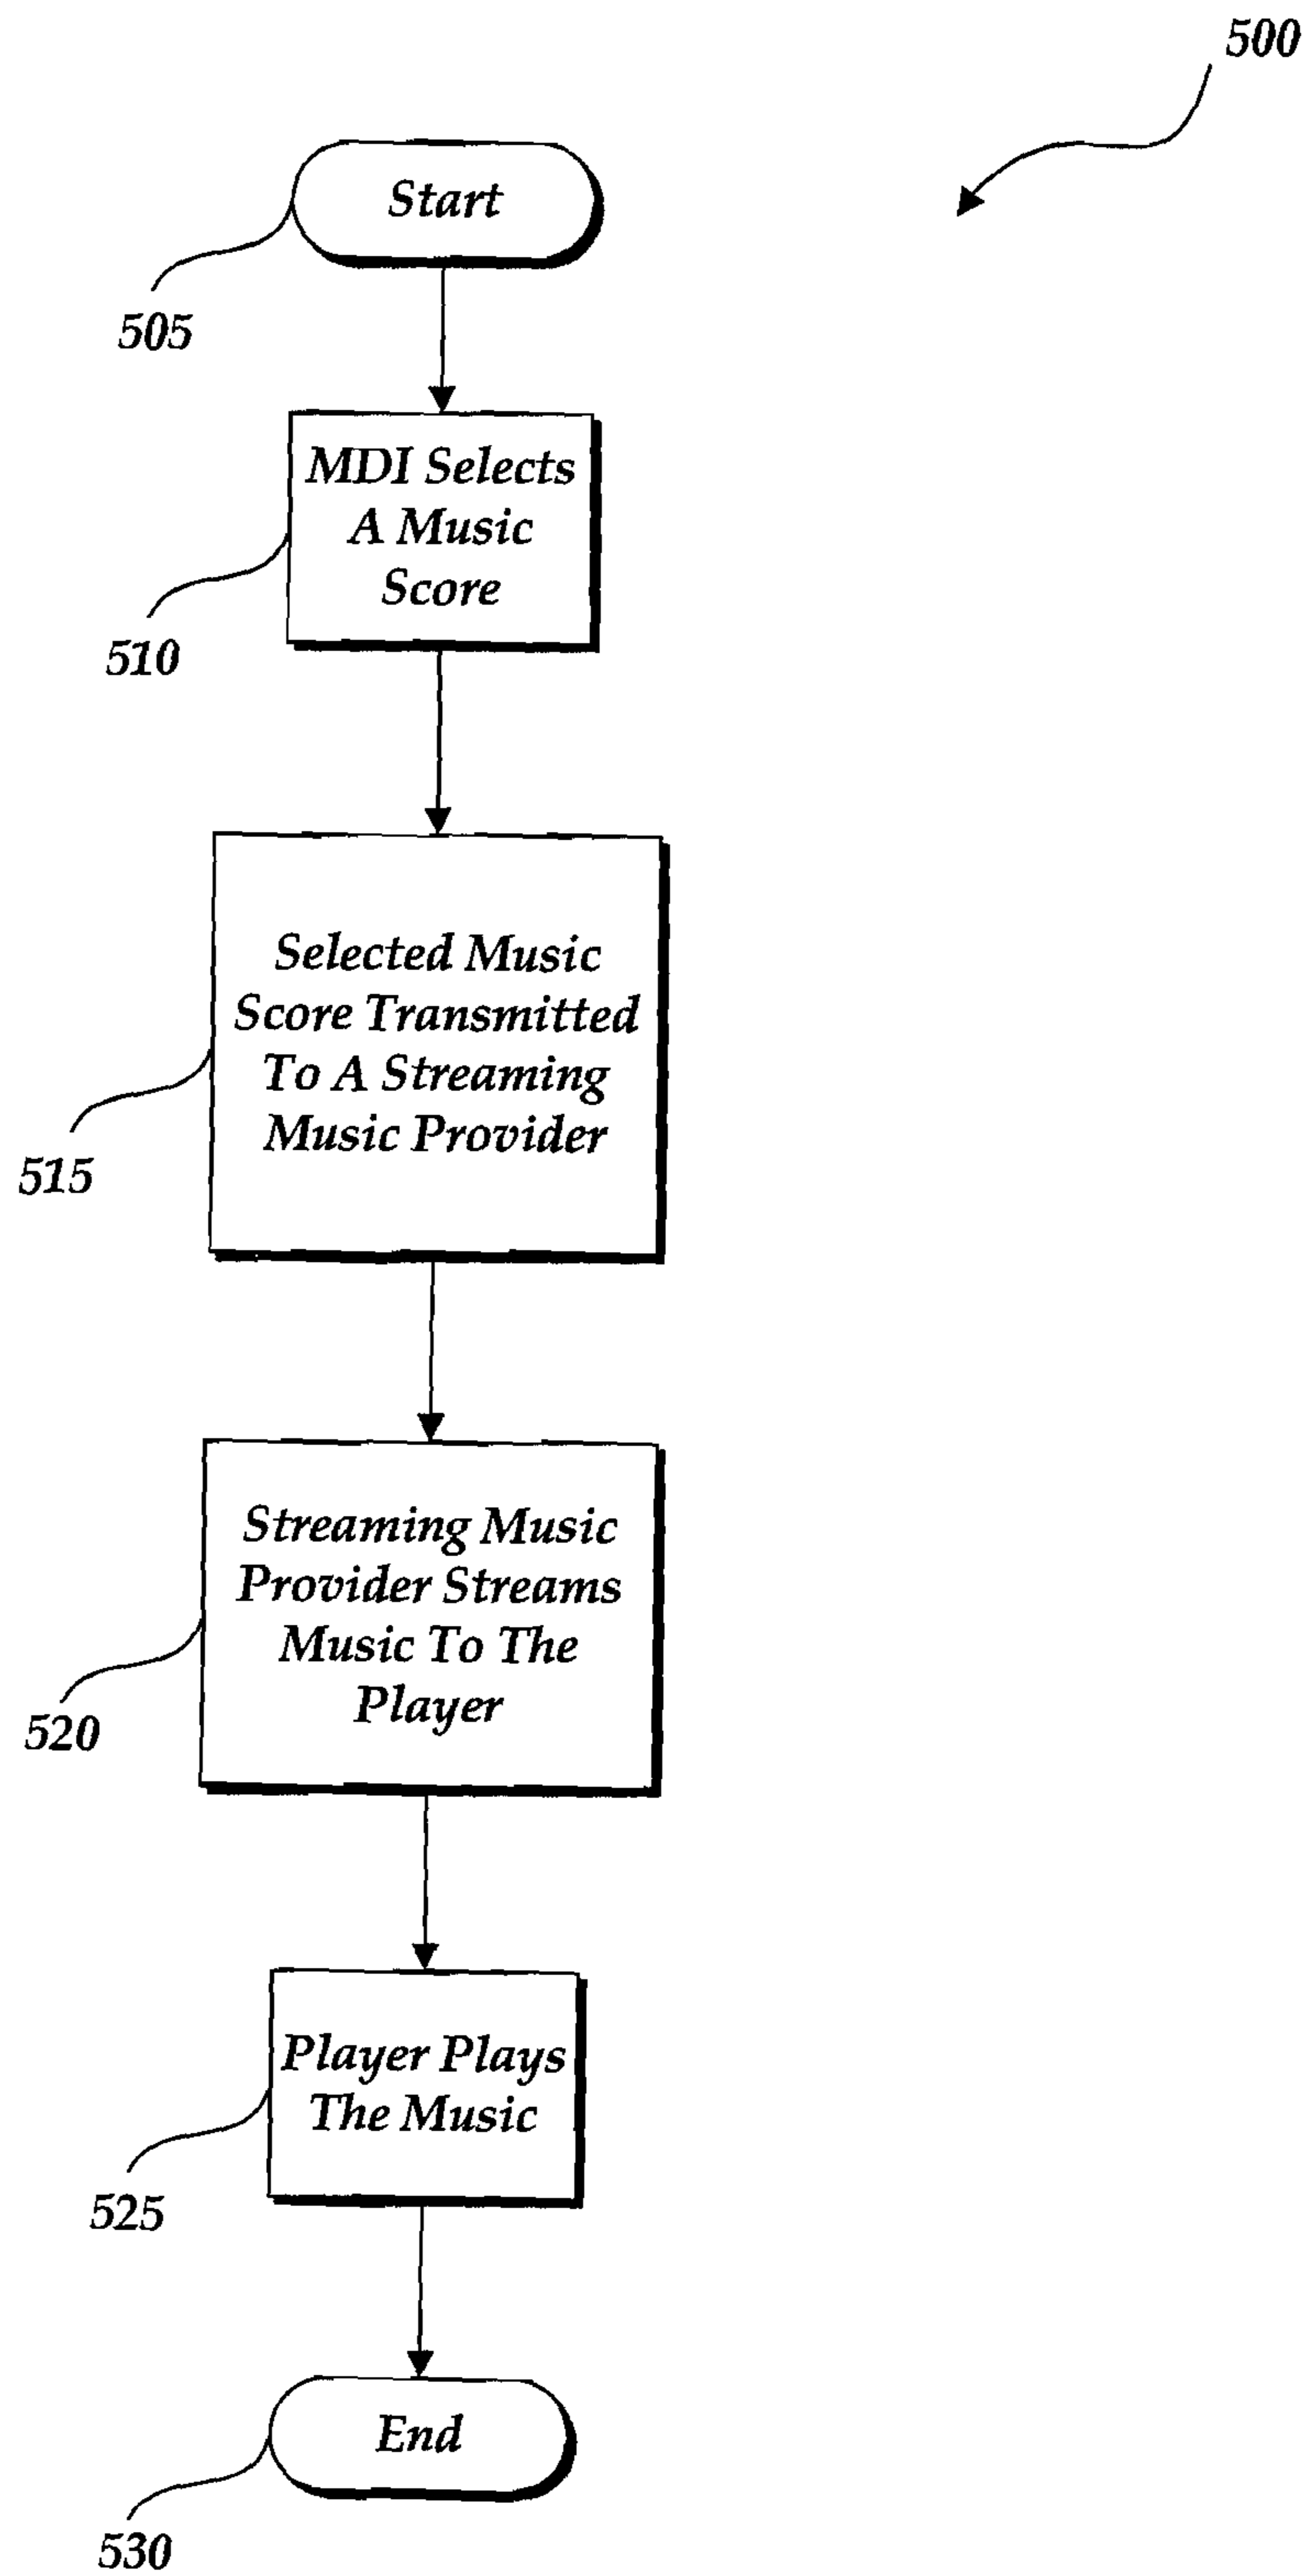 500
Start
505
MDI Selects
A Music
Score
510
Selected Music
Score Transmitted
To A Streaming
Music Provider
515
Streaming Music
Provider Streams
Music To The
Player
520
Player Plays
The Music
525
End
530